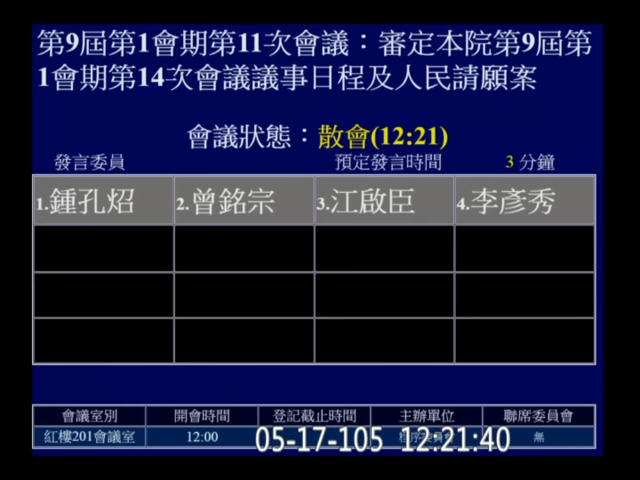 第9屆第1會期第11次會議：審定本院第9屆第
1會期第14次會議議事日程及人民請願案
會議狀態：散會(12:21)
發言委員 預定發言時間 3 分鐘
1.鍾孔炤 2.曾銘宗 3.江啟臣 4.李彥秀
會議室別 開會時間 登記截止時間 主辦單位 聯席委員會
紅樓201會議室 12:00 無
05-17-105 12:21:40